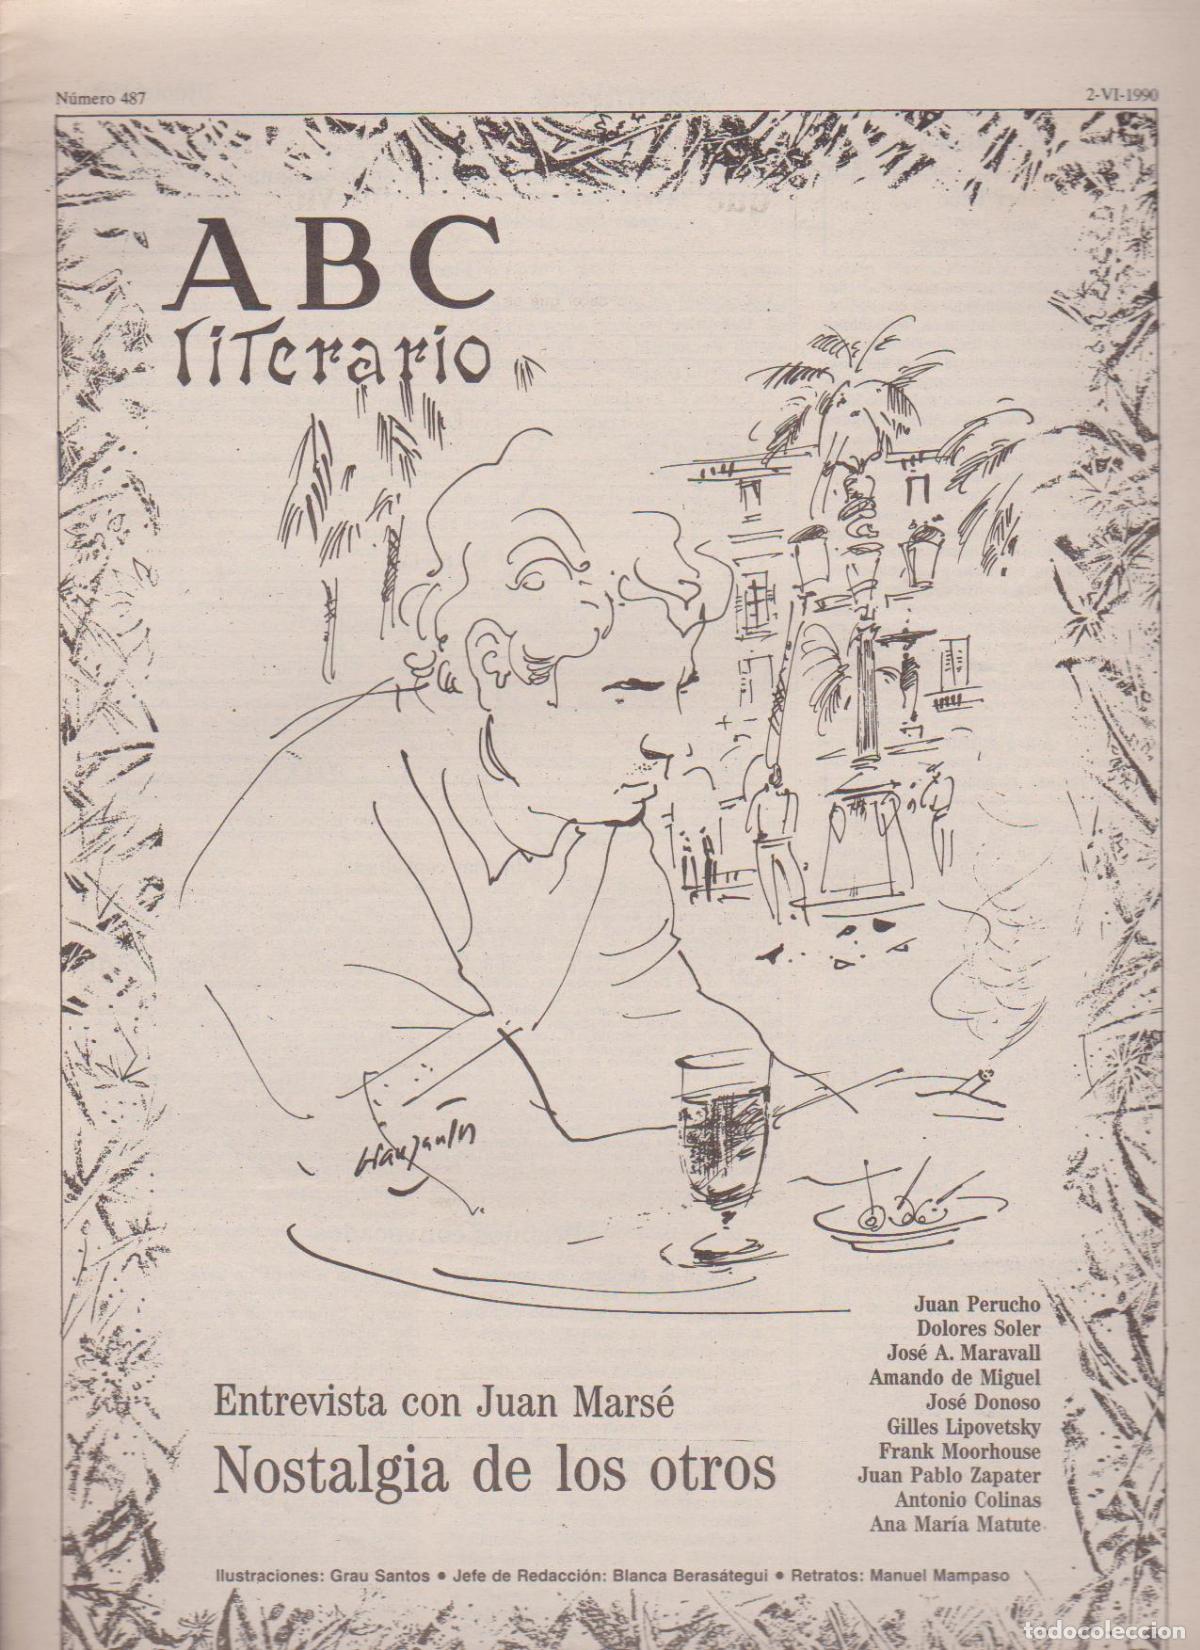 Número 487
2-VI-1990
ABC
literario
Juan Perucho
Dolores Soler
José A. Maravall
Amando de Miguel
José Donoso
Gilles Lipovetsky
Frank Moorhouse
Juan Pablo Zapater
Antonio Colinas
Ana María Matute
Entrevista con Juan Marsé
Nostalgia de los otros
Ilustraciones: Grau Santos • Jefe de Redacción: Blanca Berasátegui • Retratos: Manuel Mampaso
todocoleccion